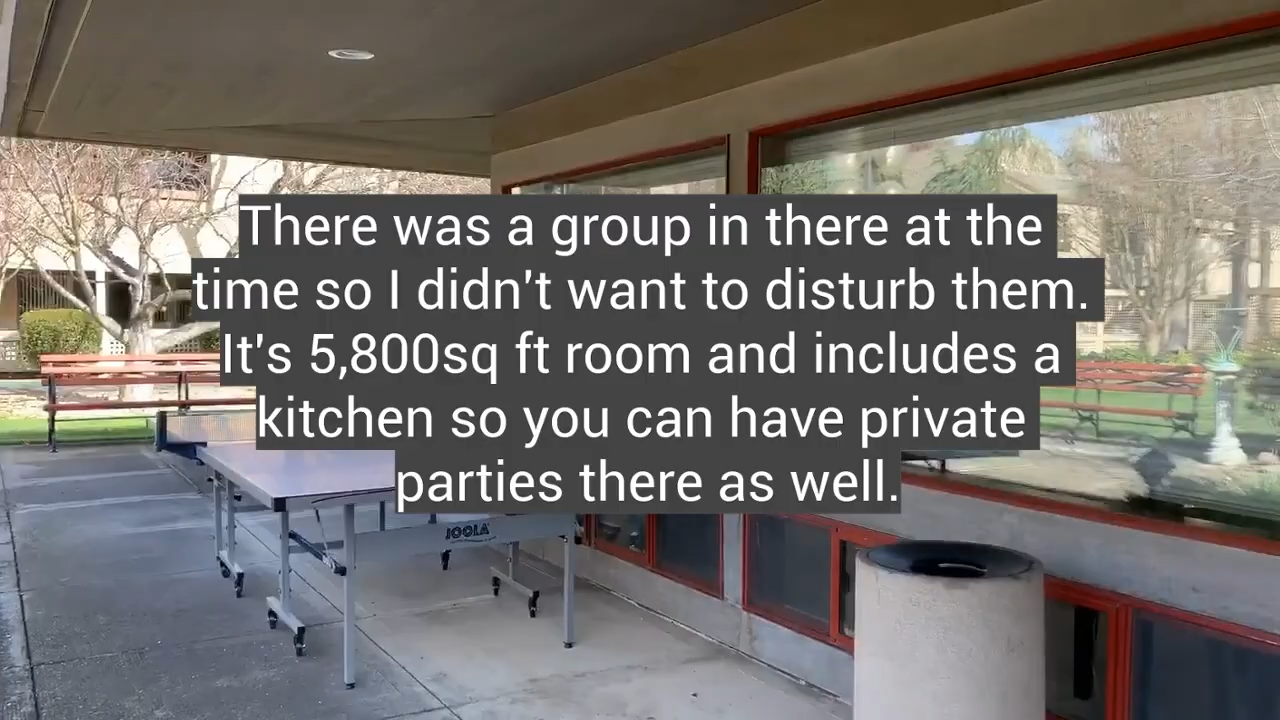 There was a group in there at the
time so I didn't want to disturb them.
It's 5,800sq ft room and includes a
kitchen so you can have private
parties there as well.
JOOLA